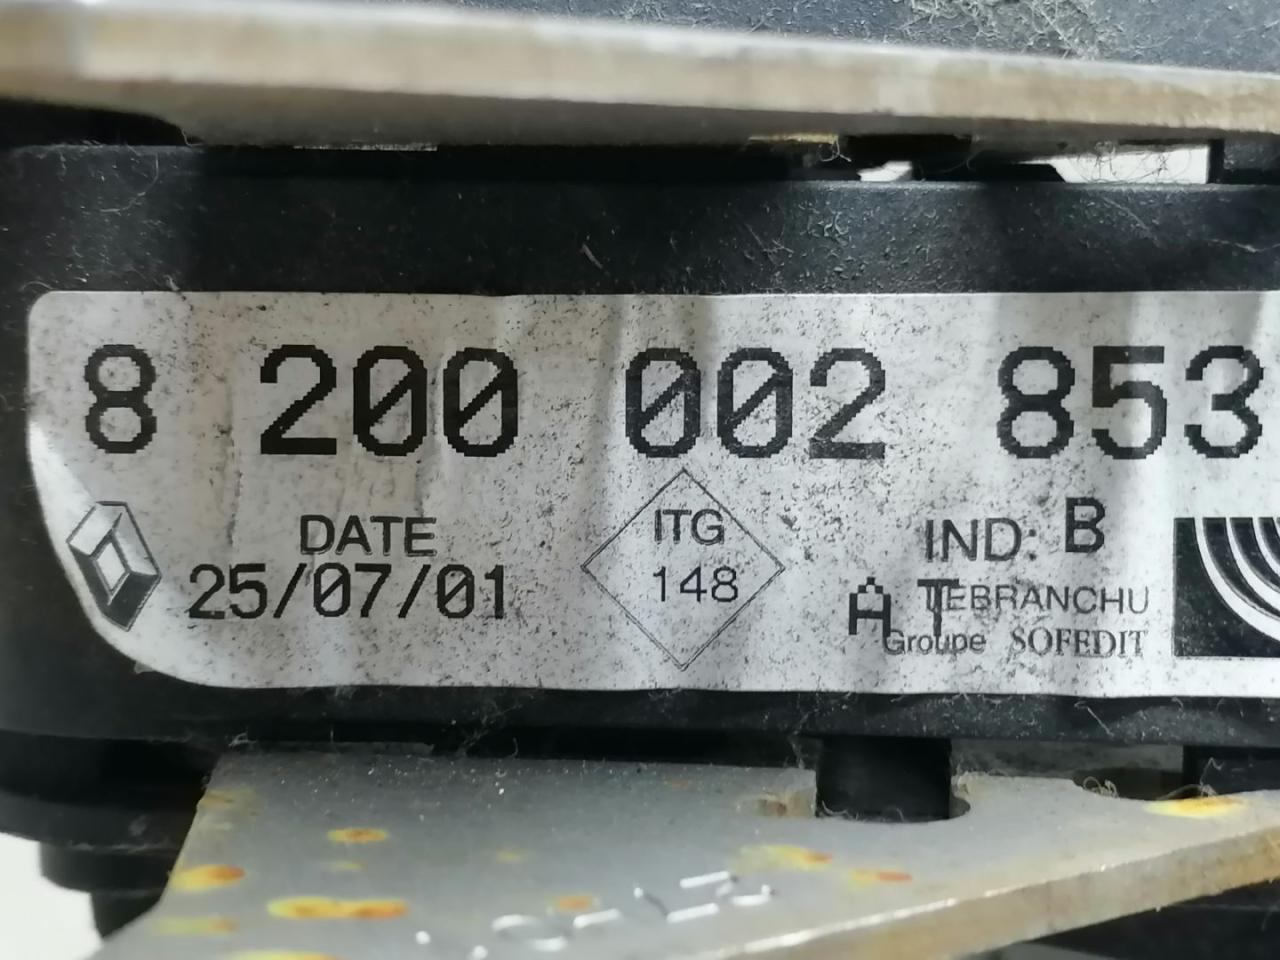 8 200 002 853
DATE
25/07/01
ITG
148
IND: B
A TEBRANCHU
Groupe SOFEDIT